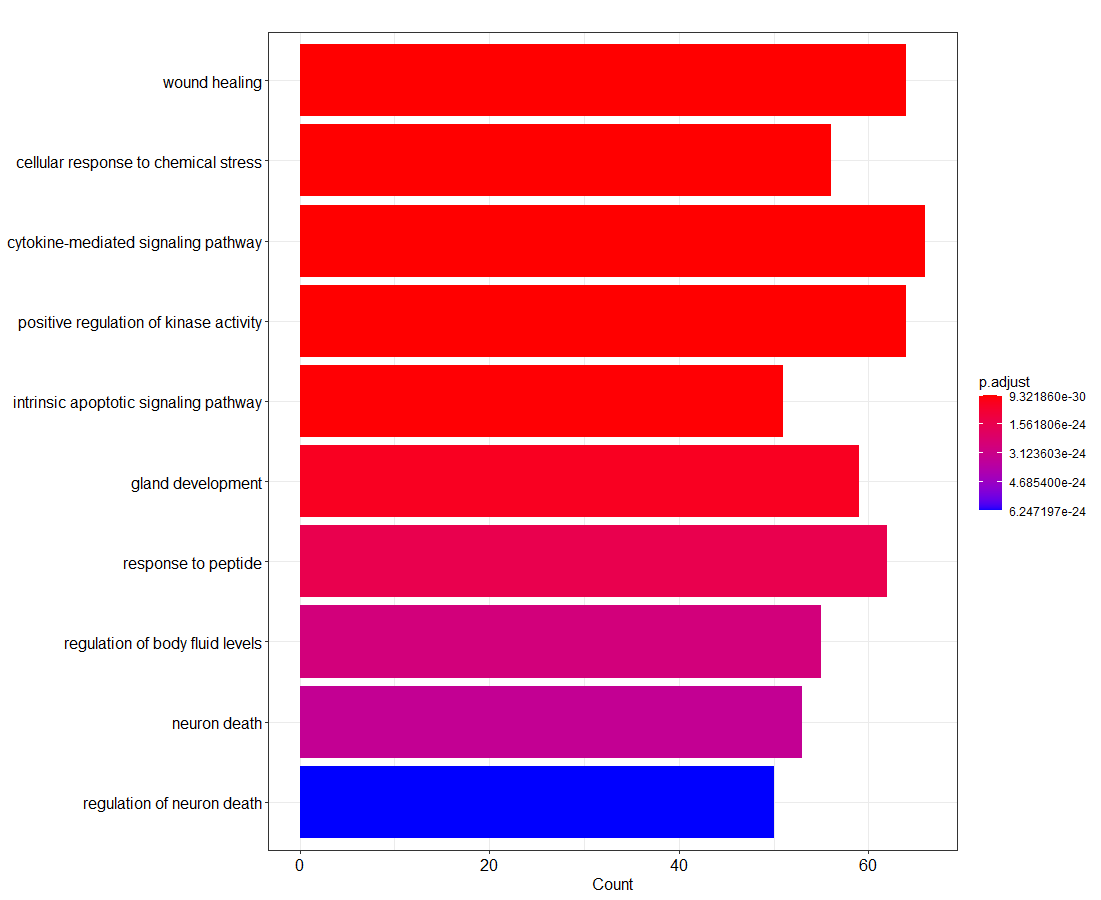 wound healing
cellular response to chemical stress
cytokine-mediated signaling pathway
positive regulation of kinase activity
intrinsic apoptotic signaling pathway
gland development
response to peptide
regulation of body fluid levels
neuron death
regulation of neuron death
0 20 40 60
Count
p.adjust
9.321860e-30
1.561806e-24
3.123603e-24
4.685400e-24
6.247197e-24